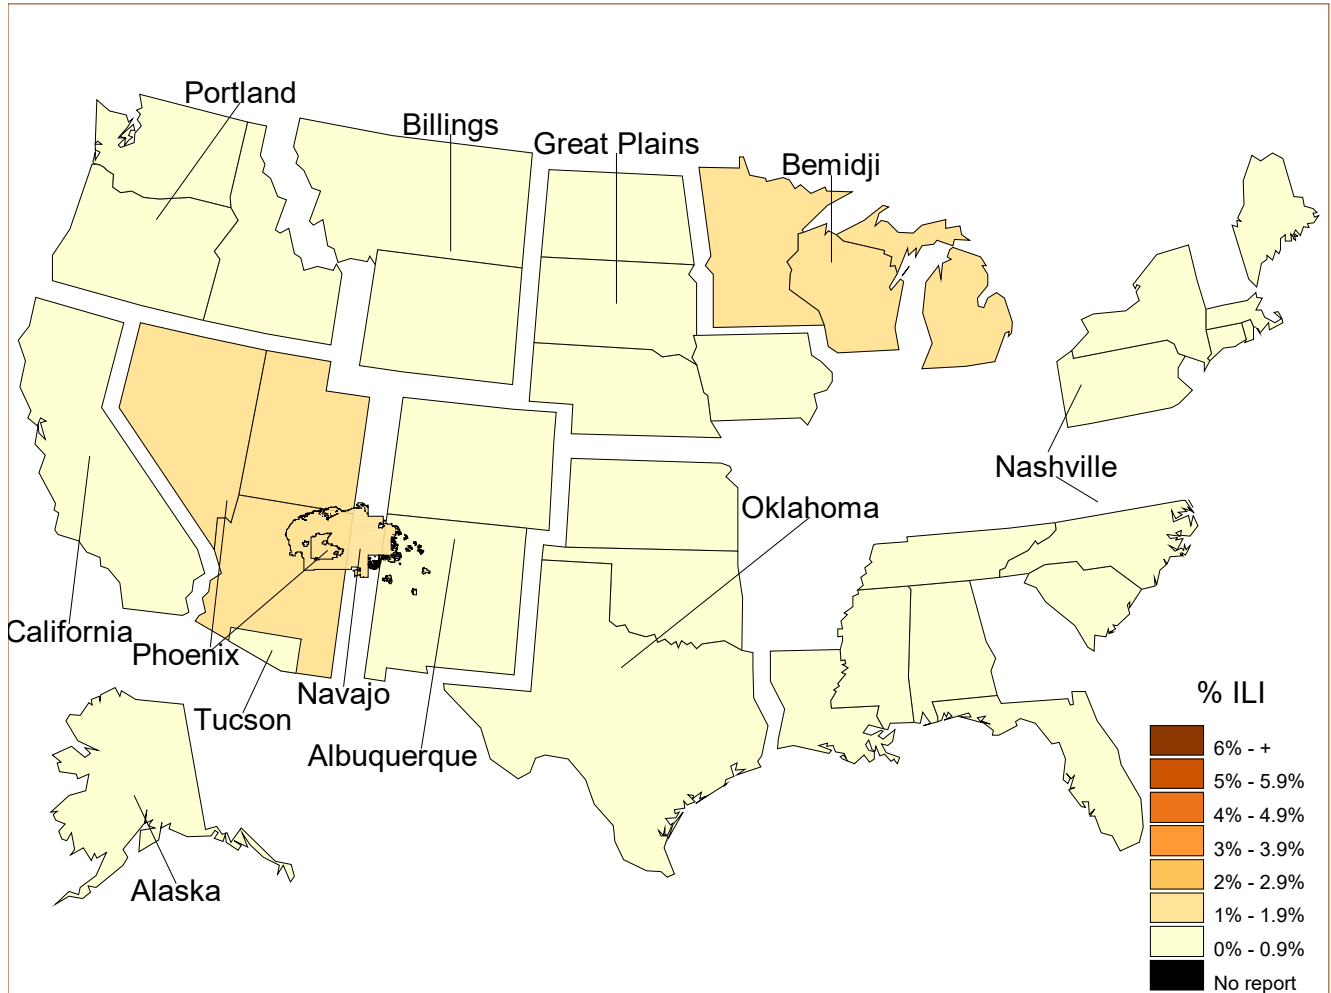 Portland
Billings
Great Plains
Bemidji
Nashville
Oklahoma
California
Phoenix
Navajo
Tucson
Albuquerque
Alaska
% ILI
6% - +
5% - 5.9%
4% - 4.9%
3% - 3.9%
2% - 2.9%
1% - 1.9%
0% - 0.9%
No report